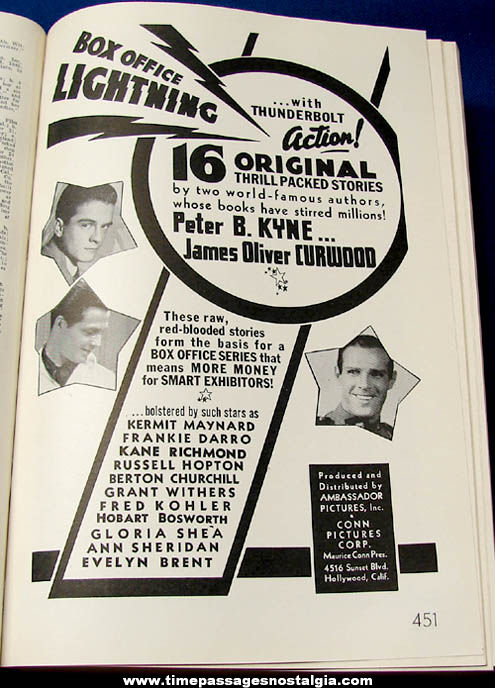 BOX OFFICE
LIGHTNING
...with
THUNDERBOLT
Action!
16 ORIGINAL
THRILL PACKED STORIES
by two world-famous authors,
whose books have stirred millions!
Peter B. KYNE ...
James Oliver CURWOOD
These raw,
red-blooded stories
form the basis for a
BOX OFFICE SERIES that
means MORE MONEY
for SMART EXHIBITORS!
...bolstered by such stars as
KERMIT MAYNARD
FRANKIE DARRO
KANE RICHMOND
RUSSELL HOPTON
BERTON CHURCHILL
GRANT WITHERS
FRED KOHLER
HOBART BOSWORTH
GLORIA SHEA
ANN SHERIDAN
EVELYN BRENT
Produced and
Distributed by
AMBASSADOR
PICTURES, Inc.
CONN
PICTURES
CORP.
Maurice Conn Pres.
4516 Sunset Blvd.
Hollywood, Calif.
451
www.timepassagesnostalgia.com